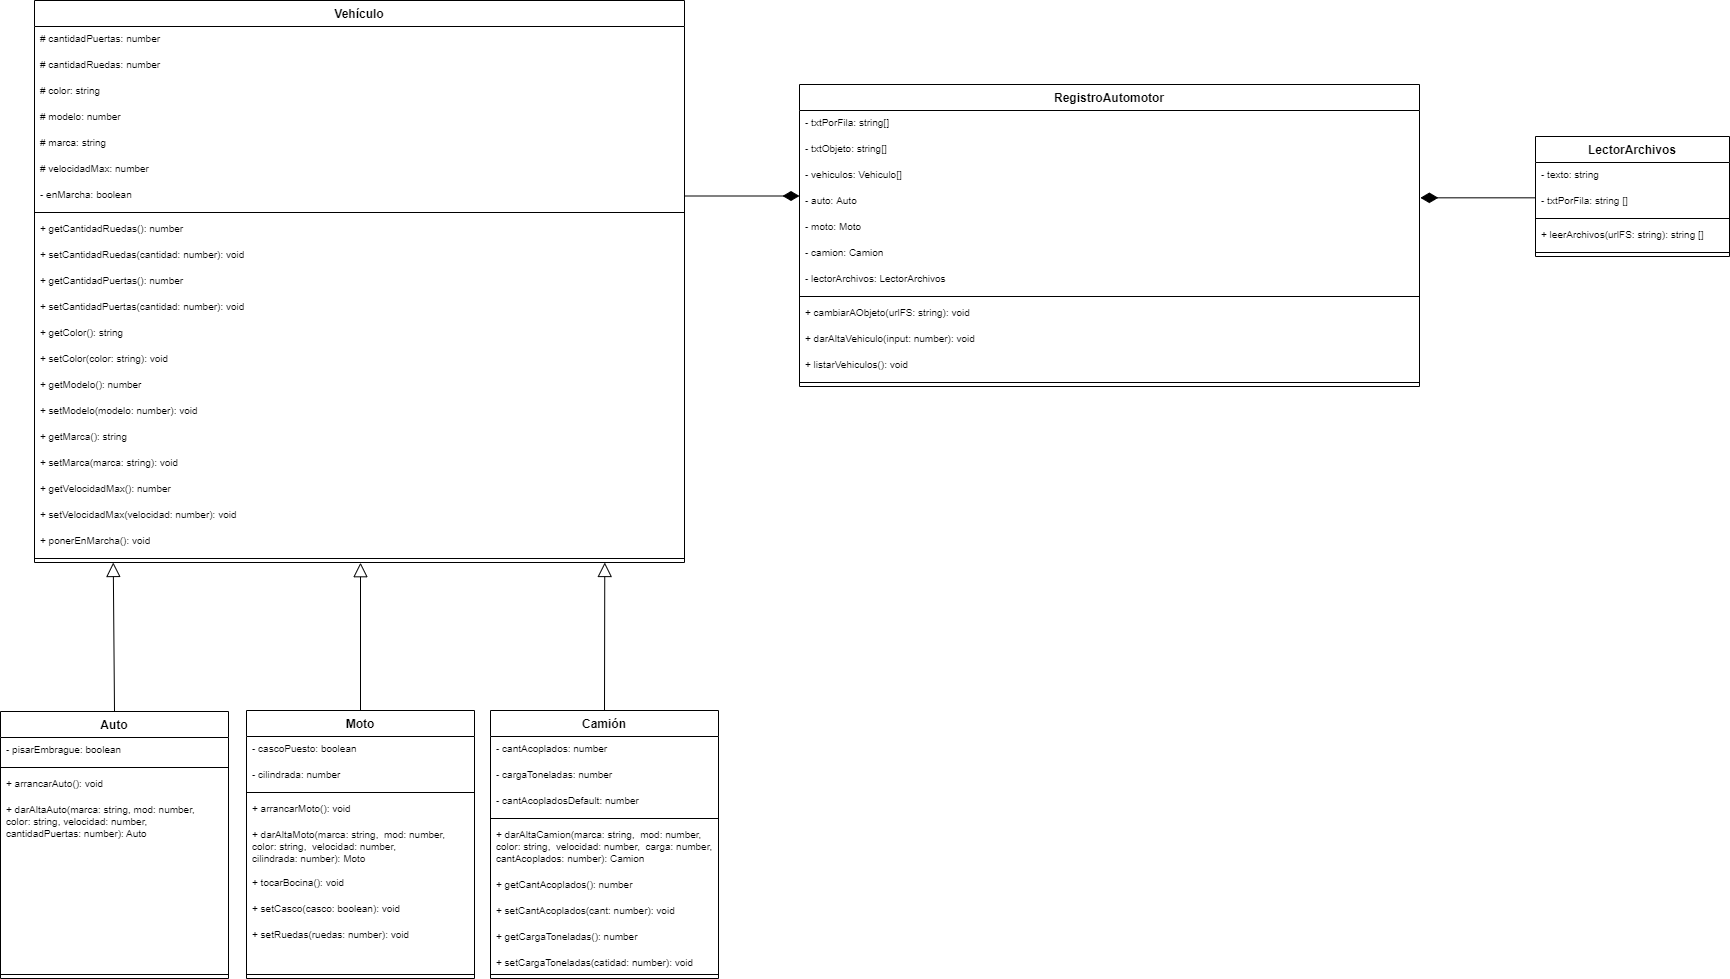 Vehículo
# cantidadPuertas: number
# cantidadRuedas: number
# color: string
# modelo: number
# marca: string
# velocidadMax: number
- enMarcha: boolean
+ getCantidadRuedas(): number
+ setCantidadRuedas(cantidad: number): void
+ getCantidadPuertas(): number
+ setCantidadPuertas(cantidad: number): void
+ getColor(): string
+ setColor(color: string): void
+ getModelo(): number
+ setModelo(modelo: number): void
+ getMarca(): string
+ setMarca(marca: string): void
+ getVelocidadMax(): number
+ setVelocidadMax(velocidad: number): void
+ ponerEnMarcha(): void
RegistroAutomotor
- txtPorFila: string[]
- txtObjeto: string[]
- vehiculos: Vehiculo[]
- auto: Auto
- moto: Moto
- camion: Camion
- lectorArchivos: LectorArchivos
+ cambiarAObjeto(urlFS: string): void
+ darAltaVehiculo(input: number): void
+ listarVehiculos(): void
LectorArchivos
- texto: string
- txtPorFila: string []
+ leerArchivos(urlFS: string): string []
Auto
- pisarEmbrague: boolean
+ arrancarAuto(): void
+ darAltaAuto(marca: string, mod: number,
color: string, velocidad: number,
cantidadPuertas: number): Auto
Moto
- cascoPuesto: boolean
- cilindrada: number
+ arrancarMoto(): void
+ darAltaMoto(marca: string, mod: number,
color: string, velocidad: number,
cilindrada: number): Moto
+ tocarBocina(): void
+ setCasco(casco: boolean): void
+ setRuedas(ruedas: number): void
Camión
- cantAcoplados: number
- cargaToneladas: number
- cantAcopladosDefault: number
+ darAltaCamion(marca: string, mod: number,
color: string, velocidad: number, carga: number,
cantAcoplados: number): Camion
+ getCantAcoplados(): number
+ setCantAcoplados(cant: number): void
+ getCargaToneladas(): number
+ setCargaToneladas(catidad: number): void